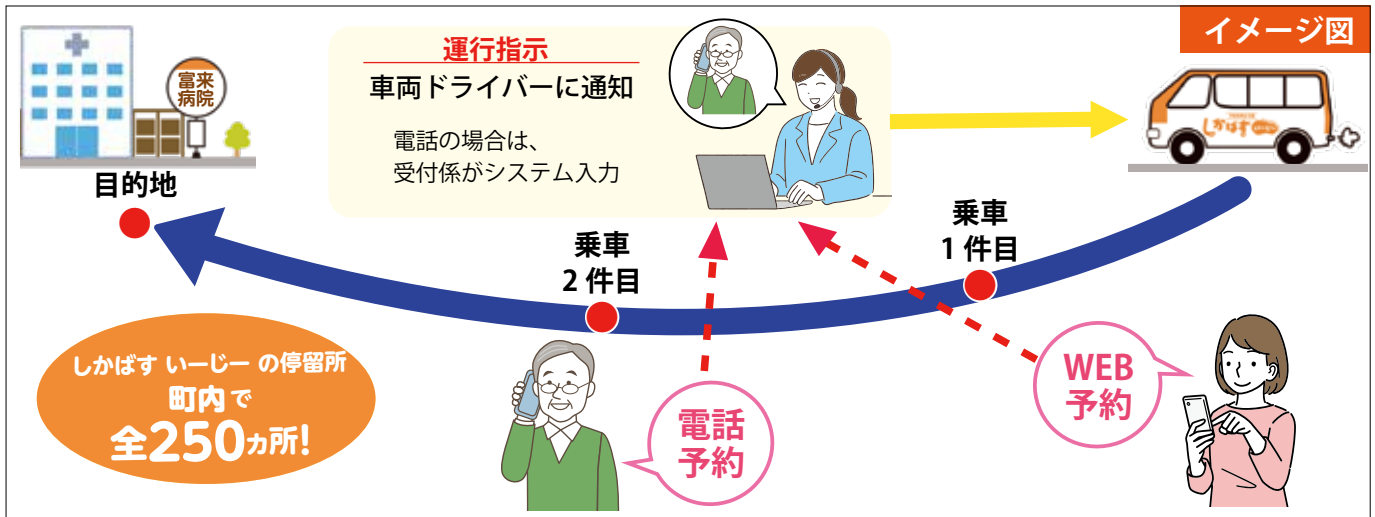 イメージ図
富来
病院
目的地
運行指示
車両ドライバーに通知
電話の場合は、
受付係がシステム入力
しかばす
乗車
1 件目
乗車
2 件目
しかばす いーじー の停留所
町内で
全250ヵ所!
電話
予約
WEB
予約